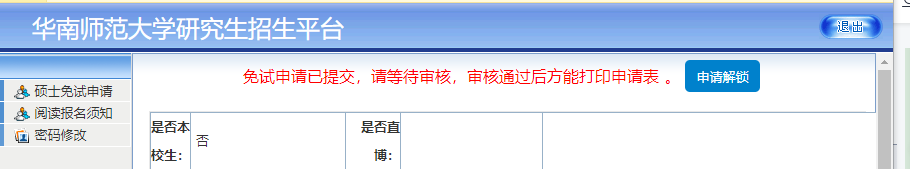 华南师范大学研究生招生平台
退出
硕士免试申请
阅读报名须知
密码修改
免试申请已提交，请等待审核，审核通过后方能打印申请表 。
申请解锁
是否本
校生：
否
是否直
博：